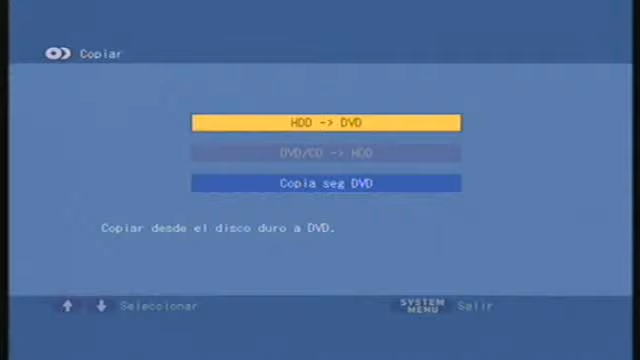 Copiar
HDD -> DVD
DVD/CD -> HDD
Copia seg DVD
Copiar desde el disco duro a DVD.
Seleccionar
SYSTEM MENU Salir